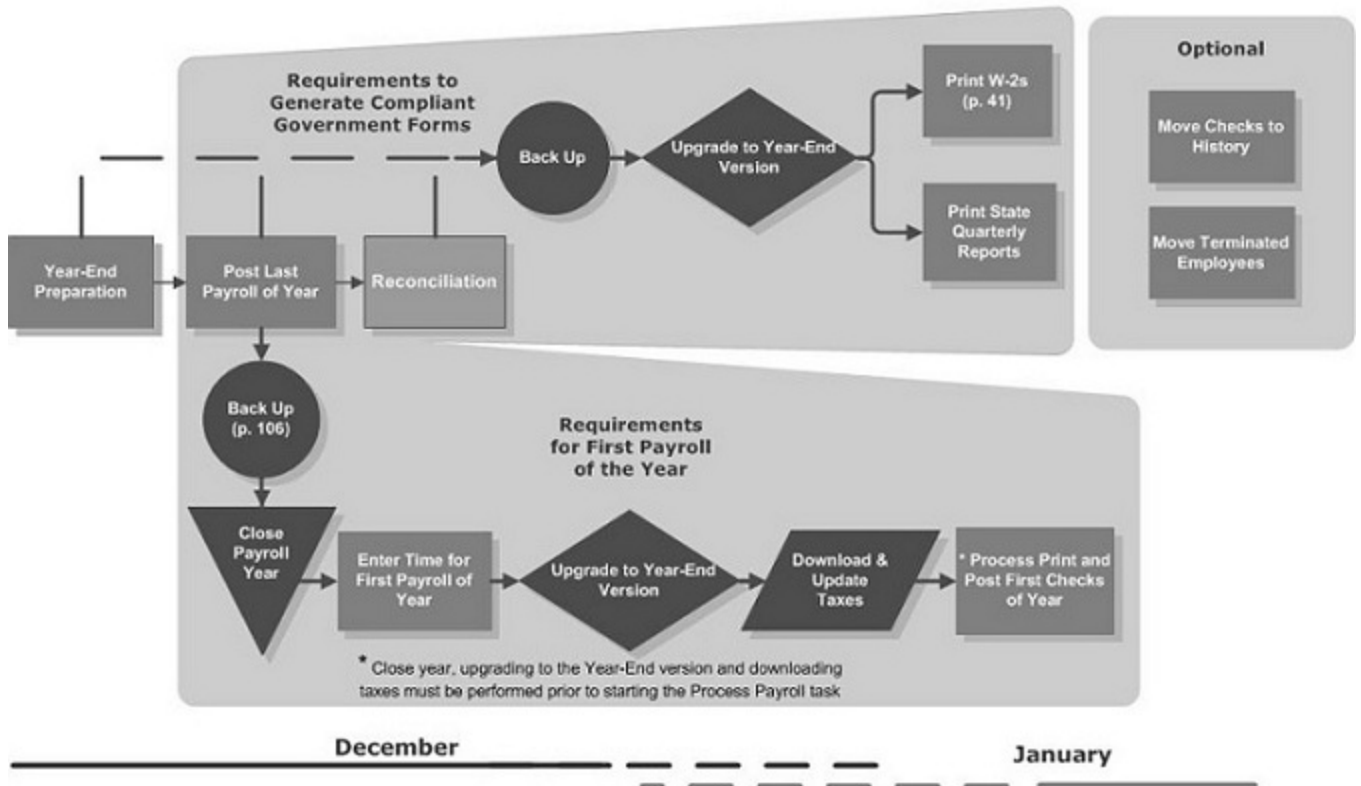 Requirements to
Generate Compliant
Government Forms
Back Up
Upgrade to Year-End
Version
Print W-2s
(p. 41)
Print State
Quarterly
Reports
Optional
Move Checks to
History
Move Terminated
Employees
Year-End
Preparation
Post Last
Payroll of Year
Reconciliation
Back Up
(p. 106)
Requirements
for First Payroll
of the Year
Close
Payroll
Year
Enter Time for
First Payroll of
Year
Upgrade to Year-End
Version
Download &
Update
Taxes
* Process Print and
Post First Checks
of Year
* Close year, upgrading to the Year-End version and downloading
taxes must be performed prior to starting the Process Payroll task
December
January